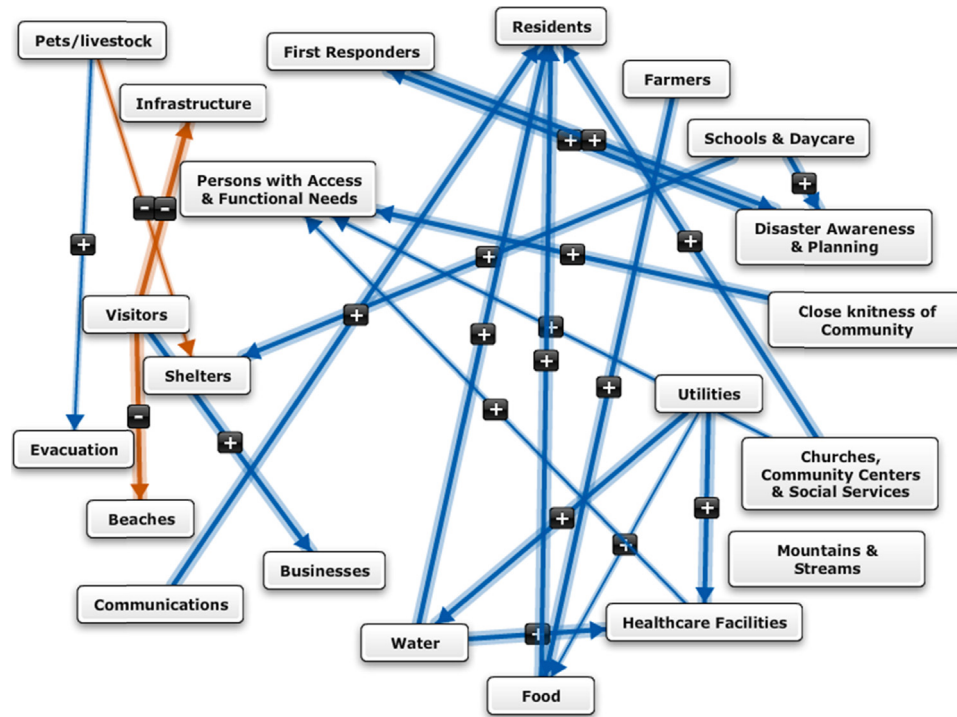 Residents
Pets/livestock
First Responders
Farmers
Infrastructure
Schools & Daycare
Persons with Access
& Functional Needs
Disaster Awareness
& Planning
Close knitness of
Community
Visitors
Shelters
Utilities
Evacuation
Churches,
Community Centers
& Social Services
Beaches
Businesses
Mountains &
Streams
Communications
Healthcare Facilities
Water
Food
+
+
+
-
-
+
+
+
+
+
+
+
+
+
-
+
+
+
+
+
+